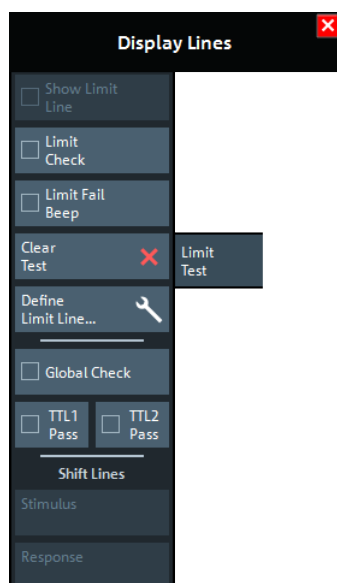 Display Lines
Show Limit
Line
Limit
Check
Limit Fail
Beep
Clear
Test
Limit
Test
Define
Limit Line...
Global Check
TTL1
Pass
TTL2
Pass
Shift Lines
Stimulus
Response